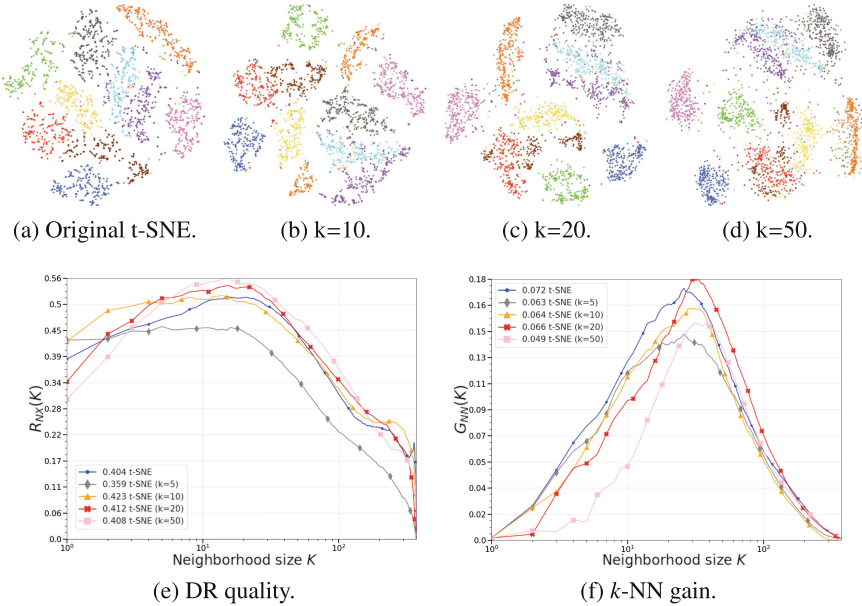 (a) Original t-SNE.
(b) k=10.
(c) k=20.
(d) k=50.
R_NX(K)
0.56
0.5
0.45
0.39
0.34
0.28
0.22
0.17
0.11
0.06
0.0
0.404 t-SNE
0.359 t-SNE (k=5)
0.423 t-SNE (k=10)
0.412 t-SNE (k=20)
0.408 t-SNE (k=50)
10^0
10^1
10^2
Neighborhood size K
(e) DR quality.
G_NN(K)
0.18
0.16
0.15
0.13
0.11
0.09
0.07
0.05
0.04
0.02
0.0
0.072 t-SNE
0.063 t-SNE (k=5)
0.064 t-SNE (k=10)
0.066 t-SNE (k=20)
0.049 t-SNE (k=50)
10^0
10^1
10^2
Neighborhood size K
(f) k-NN gain.